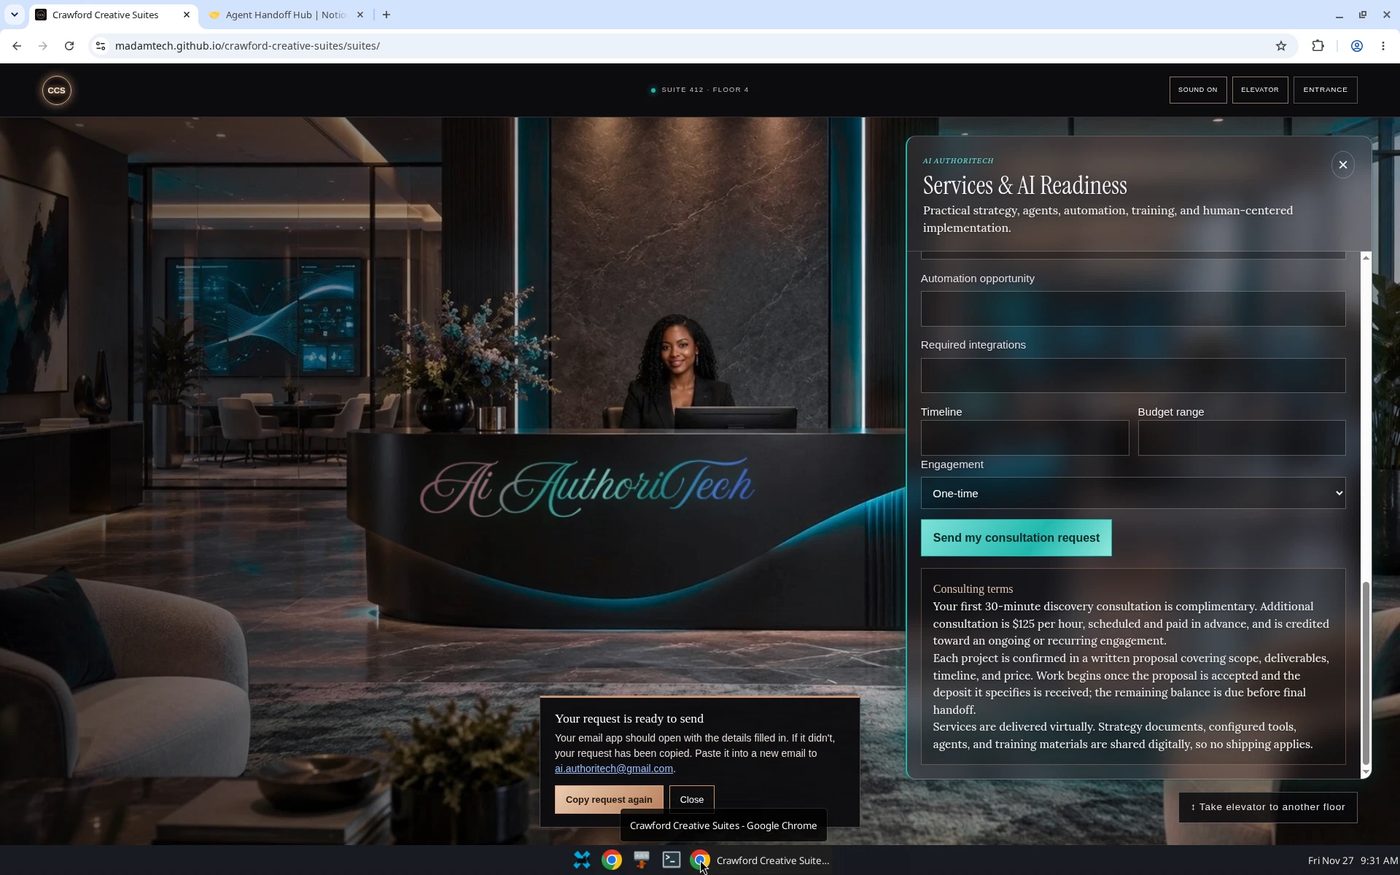 Crawford Creative Suites
Agent Handoff Hub | Notio
madamtech.github.io/crawford-creative-suites/suites/
CCS
SUITE 412 · FLOOR 4
SOUND ON
ELEVATOR
ENTRANCE
Ai AuthoriTech
AI AUTHORITECH
Services & AI Readiness
Practical strategy, agents, automation, training, and human-centered
implementation.
Automation opportunity
Required integrations
Timeline
Budget range
Engagement
One-time
Send my consultation request
Consulting terms
Your first 30-minute discovery consultation is complimentary. Additional
consultation is $125 per hour, scheduled and paid in advance, and is credited
toward an ongoing or recurring engagement.
Each project is confirmed in a written proposal covering scope, deliverables,
timeline, and price. Work begins once the proposal is accepted and the
deposit it specifies is received; the remaining balance is due before final
handoff.
Services are delivered virtually. Strategy documents, configured tools,
agents, and training materials are shared digitally, so no shipping applies.
Your request is ready to send
Your email app should open with the details filled in. If it didn't,
your request has been copied. Paste it into a new email to
ai.authoritech@gmail.com.
Copy request again
Close
↕ Take elevator to another floor
Crawford Creative Suites - Google Chrome
Crawford Creative Suite...
Fri Nov 27 9:31 AM